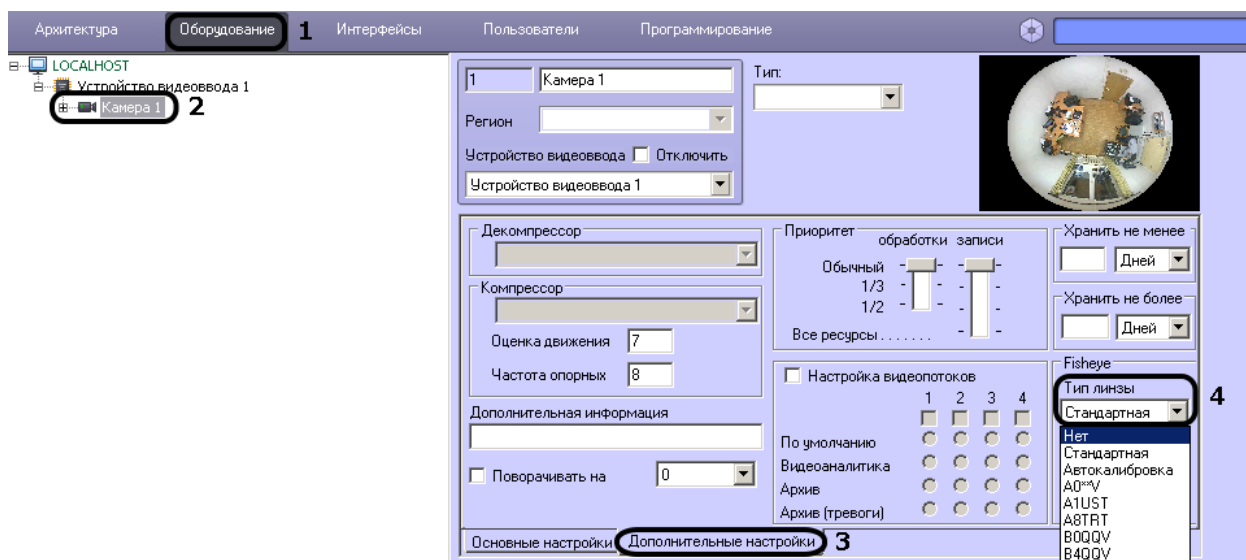 Архитектура Оборудование 1 Интерфейсы Пользователи Программирование
LOCALHOST
Устройство видеоввода 1
Камера 1 2
1 Камера 1
Тип:
Регион
Устройство видеоввода Отключить
Устройство видеоввода 1
Декомпрессор
Компрессор
Оценка движения 7
Частота опорных 8
Дополнительная информация
Поворачивать на 0
Приоритет
обработки записи
Обычный
1/3
1/2
Все ресурсы.......
Настройка видеопотоков
1 2 3 4
По умолчанию
Видеоаналитика
Архив
Архив (тревоги)
Хранить не менее
Дней
Хранить не более
Дней
Fisheye
Тип линзы
Стандартная 4
Нет
Стандартная
Автокалибровка
A0**V
A1UST
A8TRT
B0QQV
B4QQV
Основные настройки Дополнительные настройки 3